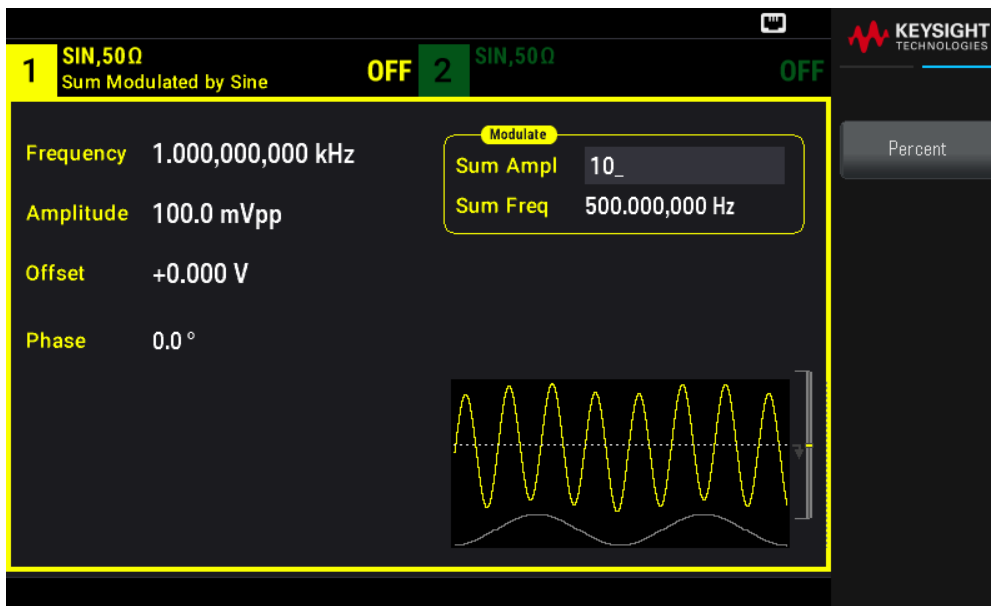 KEYSIGHT
TECHNOLOGIES
1
SIN,50Ω
Sum Modulated by Sine
OFF
2
SIN,50Ω
OFF
Frequency 1.000,000,000 kHz
Amplitude 100.0 mVpp
Offset +0.000 V
Phase 0.0 °
Modulate
Sum Ampl 10_
Sum Freq 500.000,000 Hz
Percent